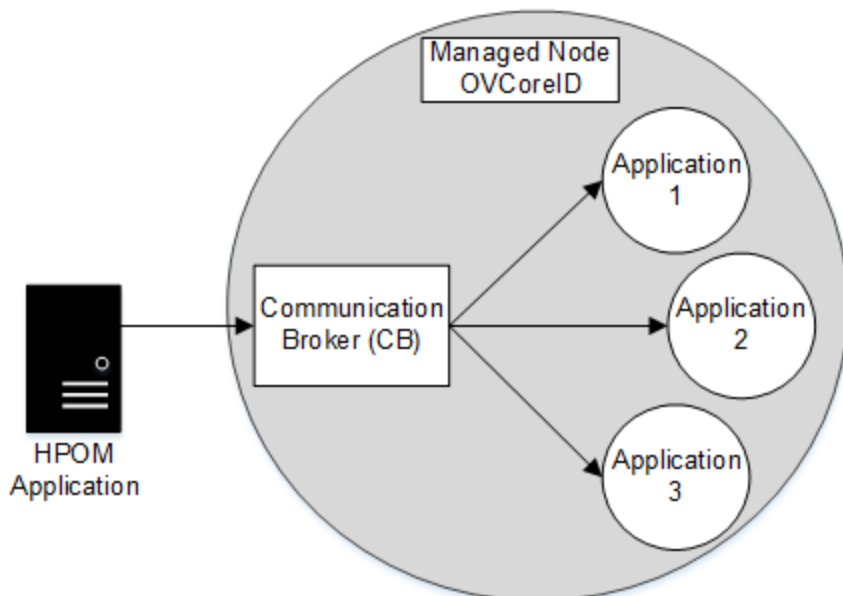 Managed Node
OVCoreID
Application
1
Communication
Broker (CB)
Application
2
Application
3
HPOM
Application